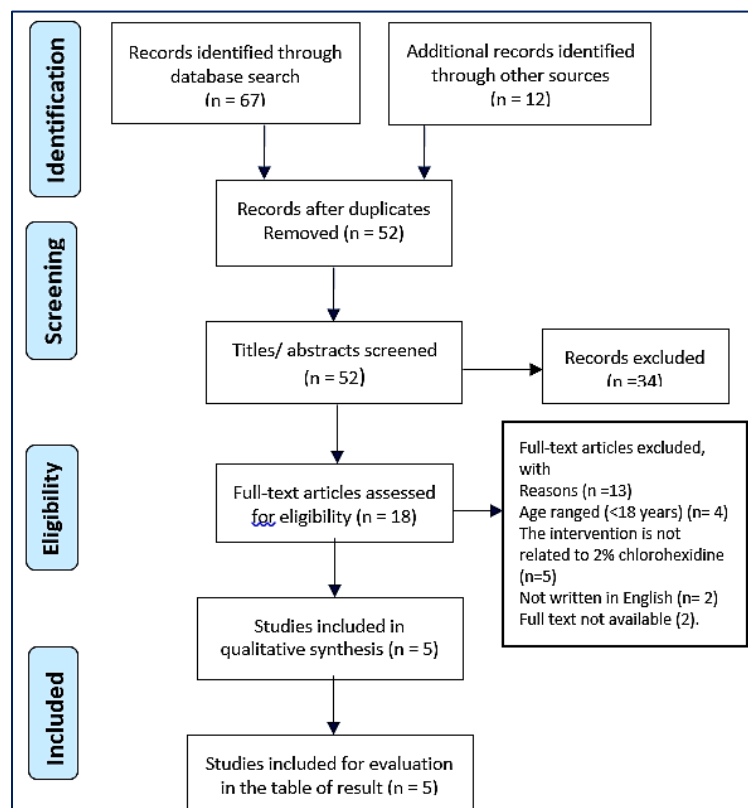 Identification
Records identified through
database search
(n = 67)
Additional records identified
through other sources
(n = 12)
Records after duplicates
Removed (n = 52)
Screening
Titles/ abstracts screened
(n = 52)
Records excluded
(n =34)
Eligibility
Full-text articles assessed
for eligibility (n = 18)
Full-text articles excluded,
with
Reasons (n =13)
Age ranged (<18 years) (n= 4)
The intervention is not
related to 2% chlorohexidine
(n=5)
Not written in English (n= 2)
Full text not available (2).
Studies included in
qualitative synthesis (n = 5)
Included
Studies included for evaluation
in the table of result (n = 5)